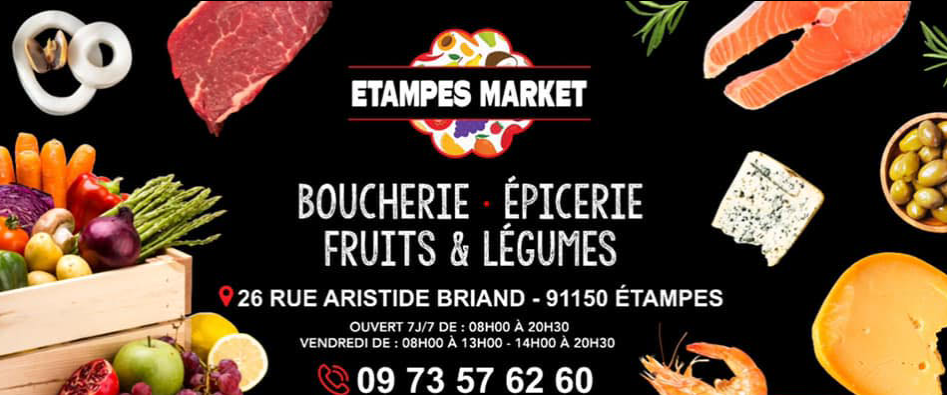 ETAMPES MARKET
BOUCHERIE · ÉPICERIE
FRUITS & LÉGUMES
26 RUE ARISTIDE BRIAND - 91150 ÉTAMPES
OUVERT 7J/7 DE : 08H00 À 20H30
VENDREDI DE : 08H00 À 13H00 - 14H00 À 20H30
09 73 57 62 60